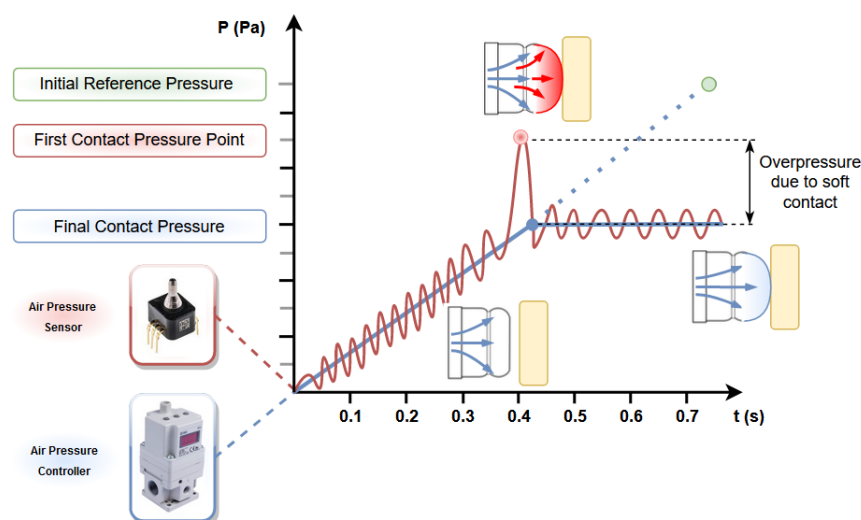 P (Pa)
Initial Reference Pressure
First Contact Pressure Point
Final Contact Pressure
Overpressure
due to soft
contact
Air Pressure
Sensor
Air Pressure
Controller
0.1 0.2 0.3 0.4 0.5 0.6 0.7 t (s)